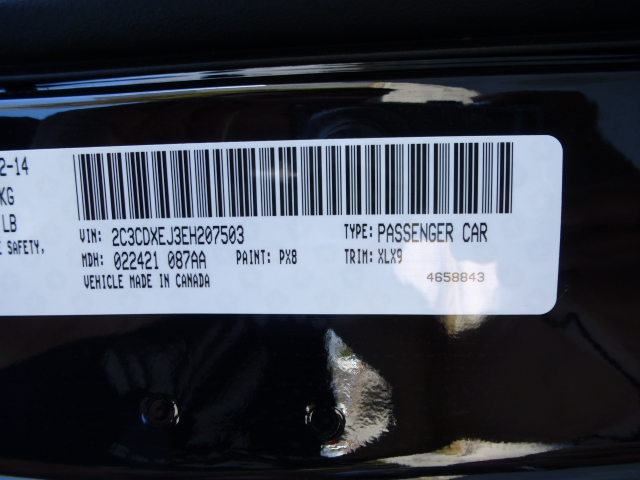 2-14
KG
LB
E SAFETY,
VIN: 2C3CDXEJ3EH207503 TYPE: PASSENGER CAR
MDH: 022421 087AA PAINT: PX8 TRIM: XLX9
VEHICLE MADE IN CANADA 4658843